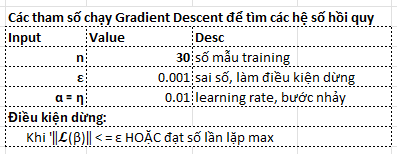 Các tham số chạy Gradient Descent để tìm các hệ số hồi quy
Input Value Desc
n 30 số mẫu training
ε 0.001 sai số, làm điều kiện dừng
α = η 0.01 learning rate, bước nhảy
Điều kiện dừng:
Khi '‖𝓛(β)‖ < = ε HOẶC đạt số lần lặp max